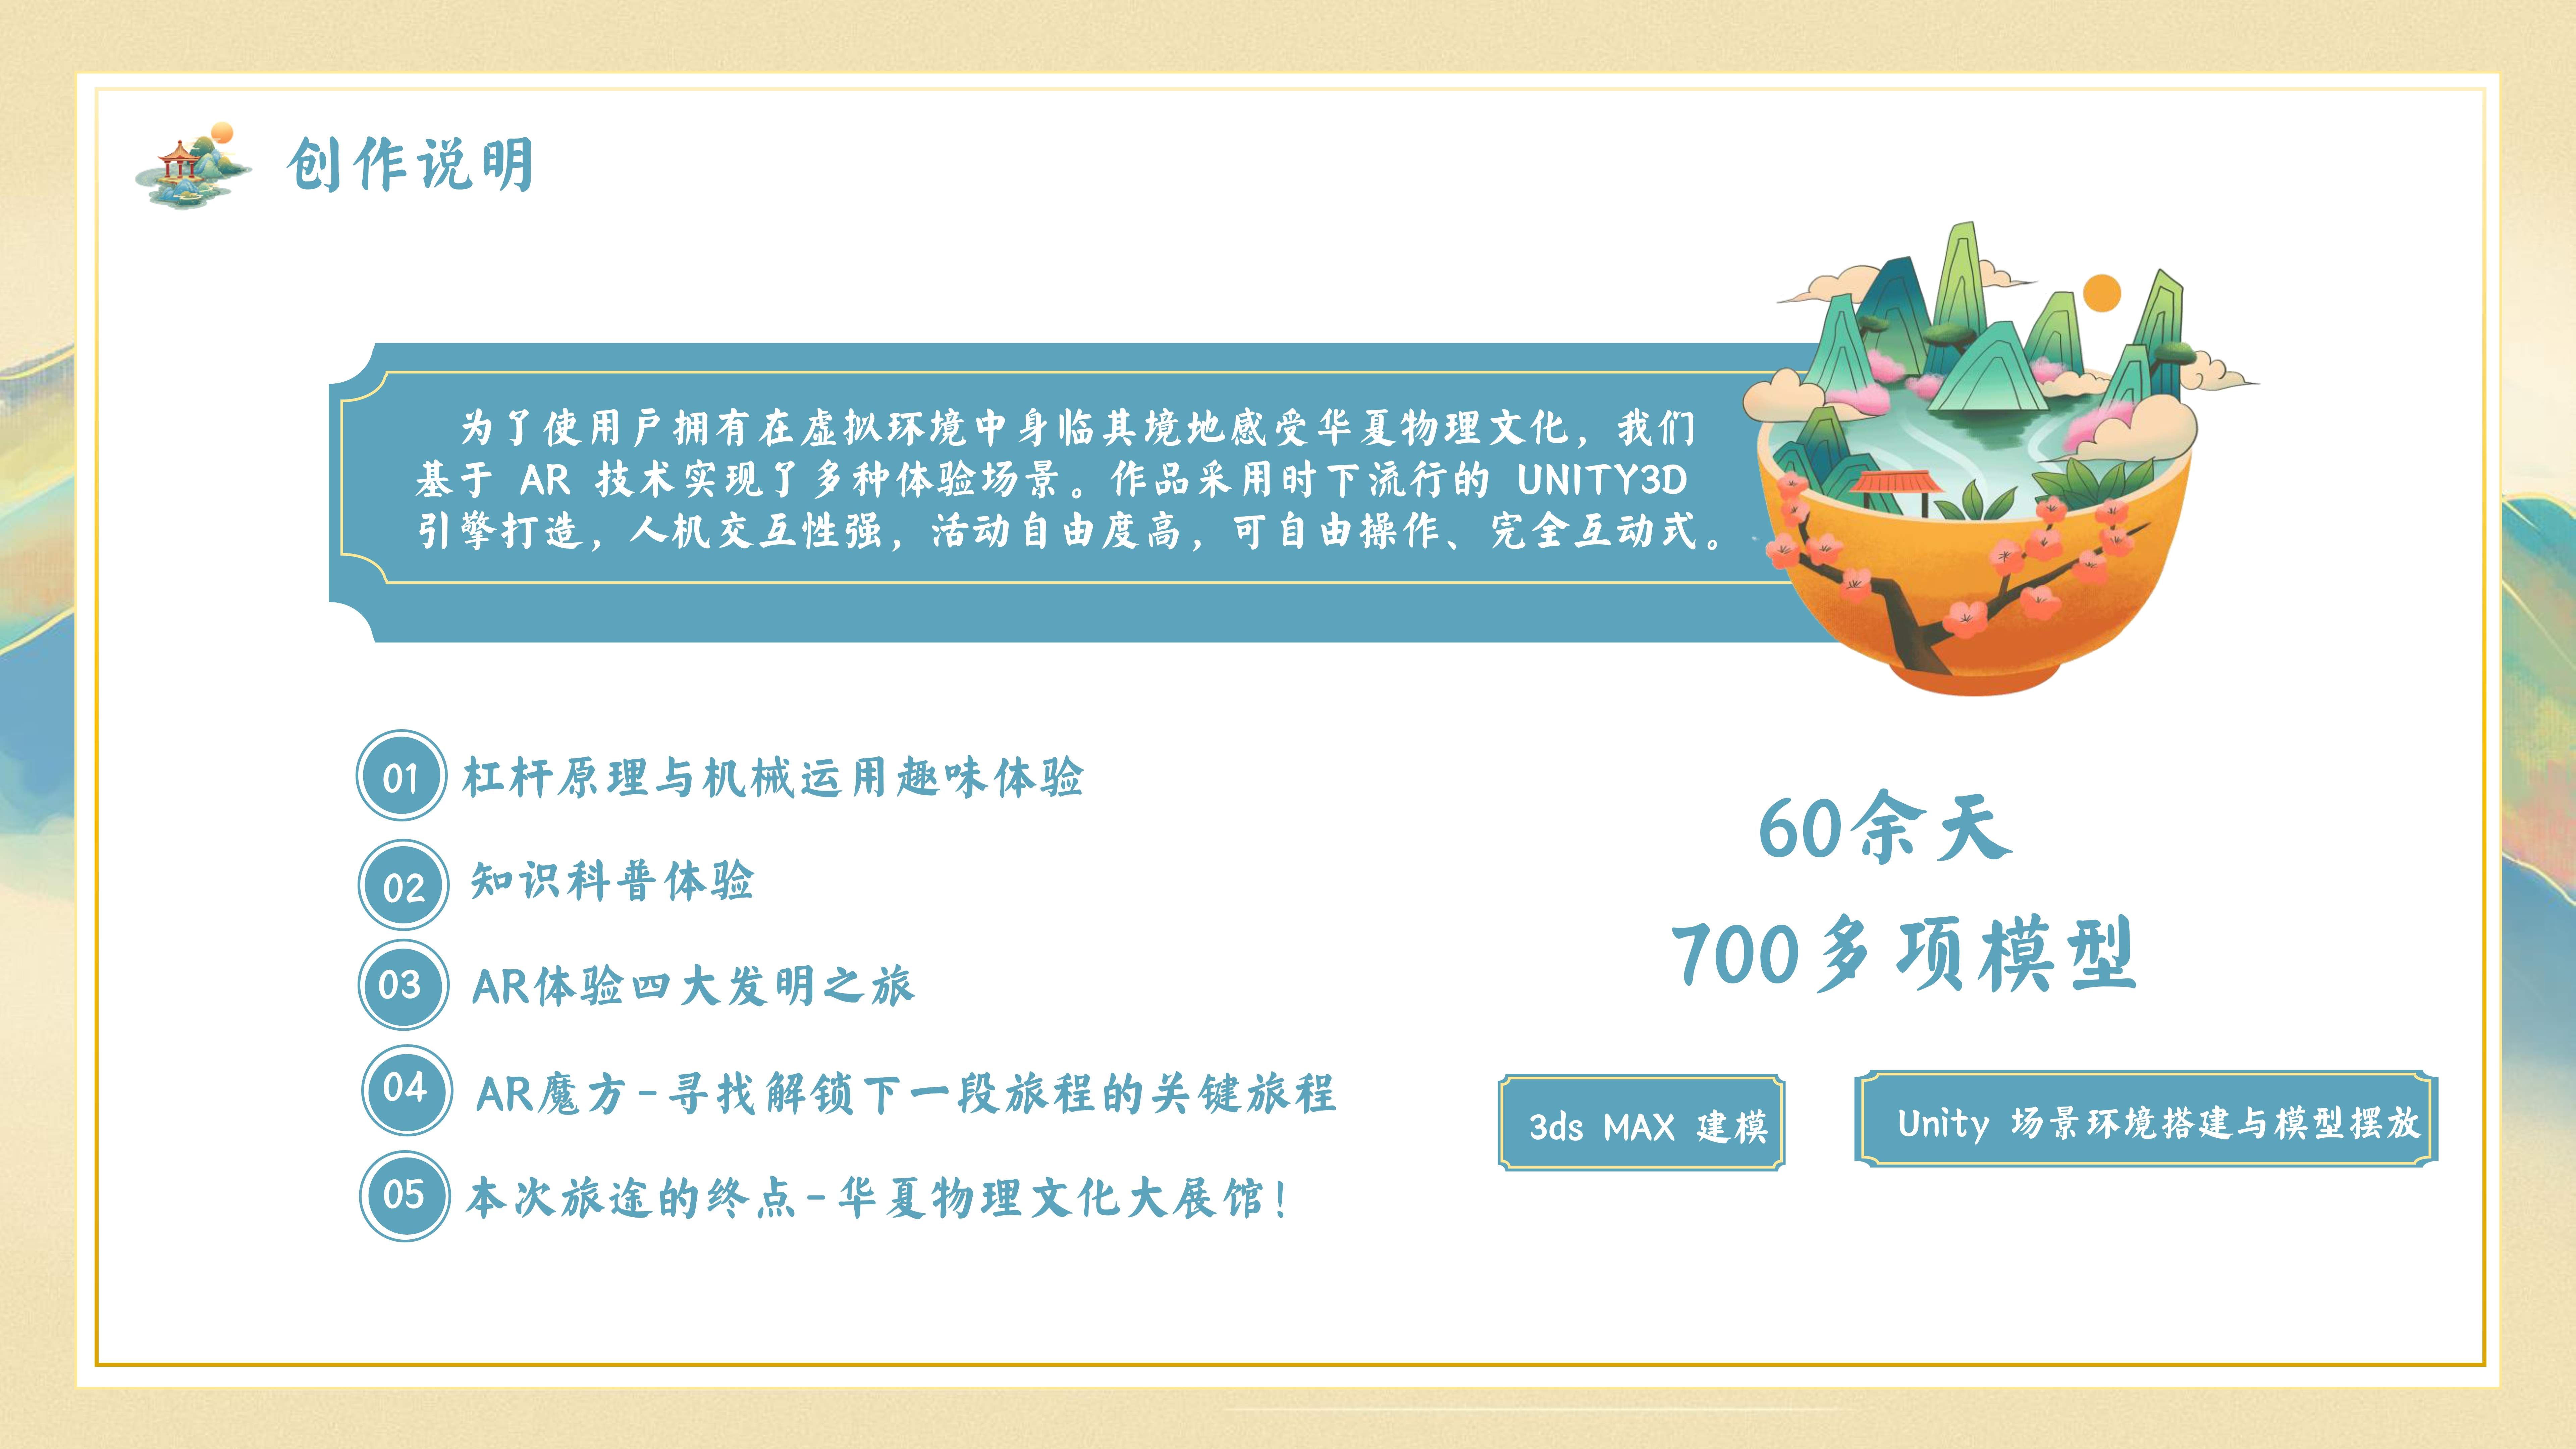 创作说明
为了使用户拥有在虚拟环境中身临其境地感受华夏物理文化，我们
基于 AR 技术实现了多种体验场景。作品采用时下流行的 UNITY3D
引擎打造，人机交互性强，活动自由度高，可自由操作、完全互动式。
01 杠杆原理与机械运用趣味体验
02 知识科普体验
03 AR体验四大发明之旅
04 AR魔方-寻找解锁下一段旅程的关键旅程
05 本次旅途的终点-华夏物理文化大展馆！
60余天
700多项模型
3ds MAX 建模
Unity 场景环境搭建与模型摆放